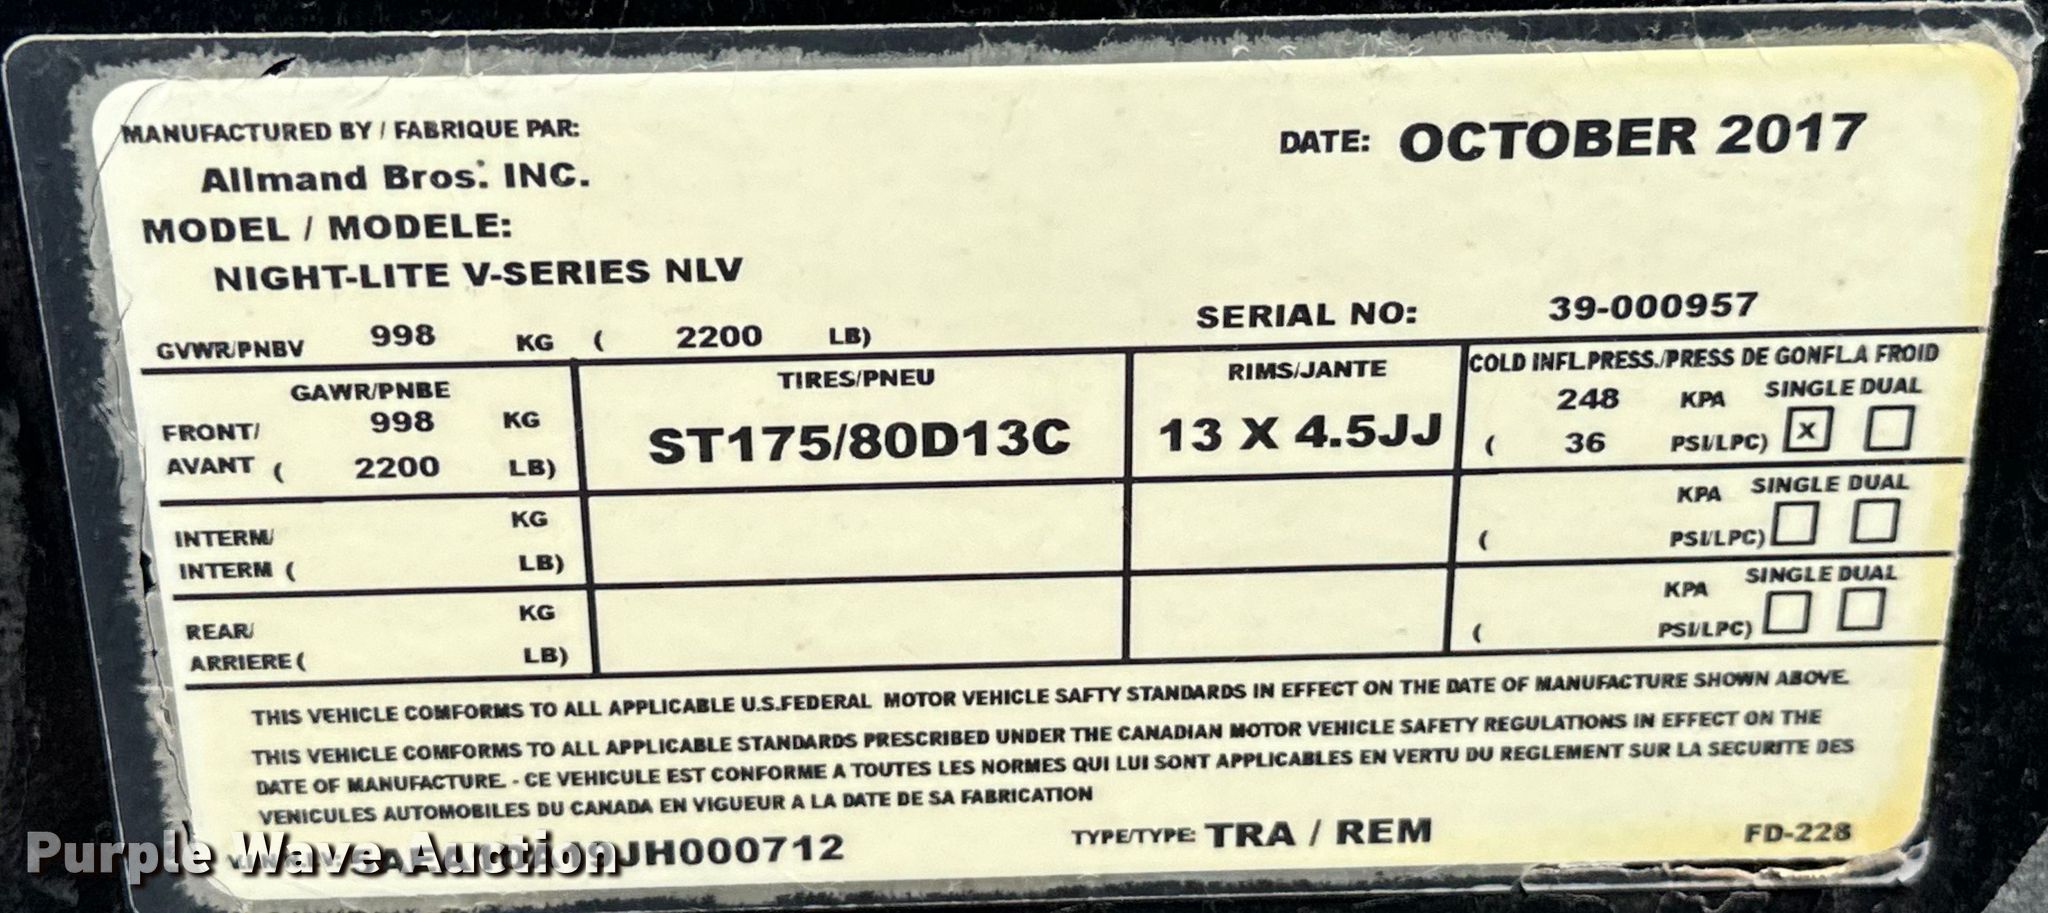 MANUFACTURED BY / FABRIQUE PAR:
DATE: OCTOBER 2017
Allmand Bros. INC.
MODEL / MODELE:
NIGHT-LITE V-SERIES NLV
SERIAL NO: 39-000957
GVWR/PNBV 998 KG ( 2200 LB)
GAWR/PNBE TIRES/PNEU RIMS/JANTE COLD INFL.PRESS./PRESS DE GONFL.A FROID
FRONT/ 998 KG ST175/80D13C 13 X 4.5JJ 248 KPA SINGLE DUAL
AVANT ( 2200 LB) ( 36 PSI/LPC) X
INTERM/ KG KPA SINGLE DUAL
INTERM ( LB) ( PSI/LPC)
REAR/ KG KPA SINGLE DUAL
ARRIERE ( LB) ( PSI/LPC)
THIS VEHICLE COMFORMS TO ALL APPLICABLE U.S.FEDERAL MOTOR VEHICLE SAFTY STANDARDS IN EFFECT ON THE DATE OF MANUFACTURE SHOWN ABOVE.
THIS VEHICLE COMFORMS TO ALL APPLICABLE STANDARDS PRESCRIBED UNDER THE CANADIAN MOTOR VEHICLE SAFETY REGULATIONS IN EFFECT ON THE
DATE OF MANUFACTURE. - CE VEHICULE EST CONFORME A TOUTES LES NORMES QUI LUI SONT APPLICABLES EN VERTU DU REGLEMENT SUR LA SECURITE DES
VENICULES AUTOMOBILES DU CANADA EN VIGUEUR A LA DATE DE SA FABRICATION
TYPE/TYPE: TRA / REM FD-228
Purple Wave Auction